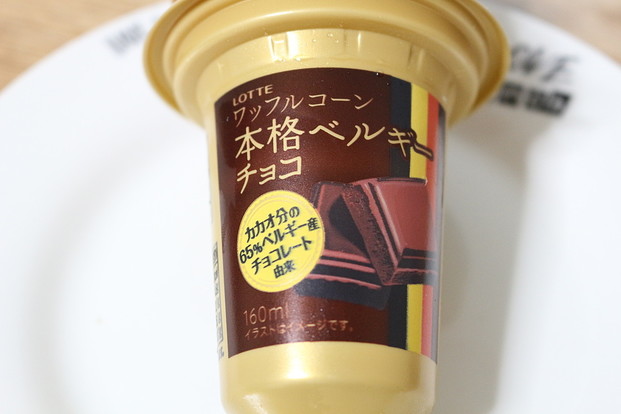 LOTTE
ワッフルコーン
本格ベルギー
チョコ
カカオ分の
65%ベルギー産
チョコレート
由来
160ml
イラストはイメージです。